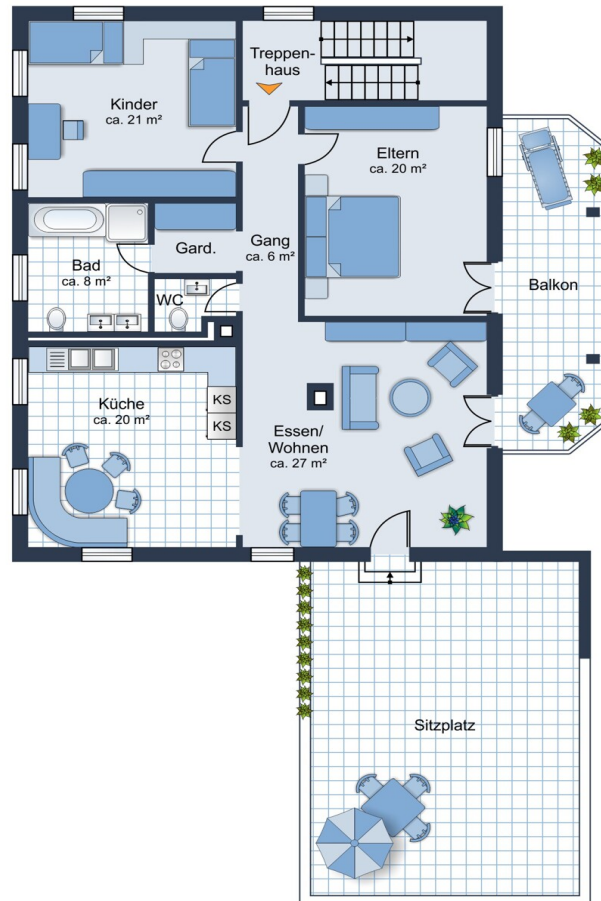 Treppen-
haus
Kinder
ca. 21 m²
Eltern
ca. 20 m²
Gard.
Gang
ca. 6 m²
Bad
ca. 8 m²
WC
Balkon
Küche
ca. 20 m²
KS
KS
Essen/
Wohnen
ca. 27 m²
Sitzplatz